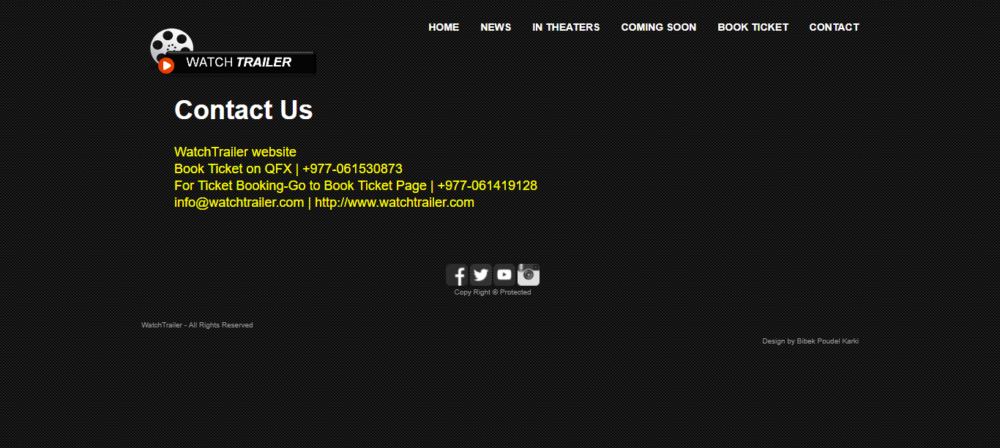 HOME NEWS IN THEATERS COMING SOON BOOK TICKET CONTACT
WATCH TRAILER
Contact Us
WatchTrailer website
Book Ticket on QFX | +977-061530873
For Ticket Booking-Go to Book Ticket Page | +977-061419128
info@watchtrailer.com | http://www.watchtrailer.com
Copy Right © Protected
WatchTrailer - All Rights Reserved
Design by Bibek Poudel Karki